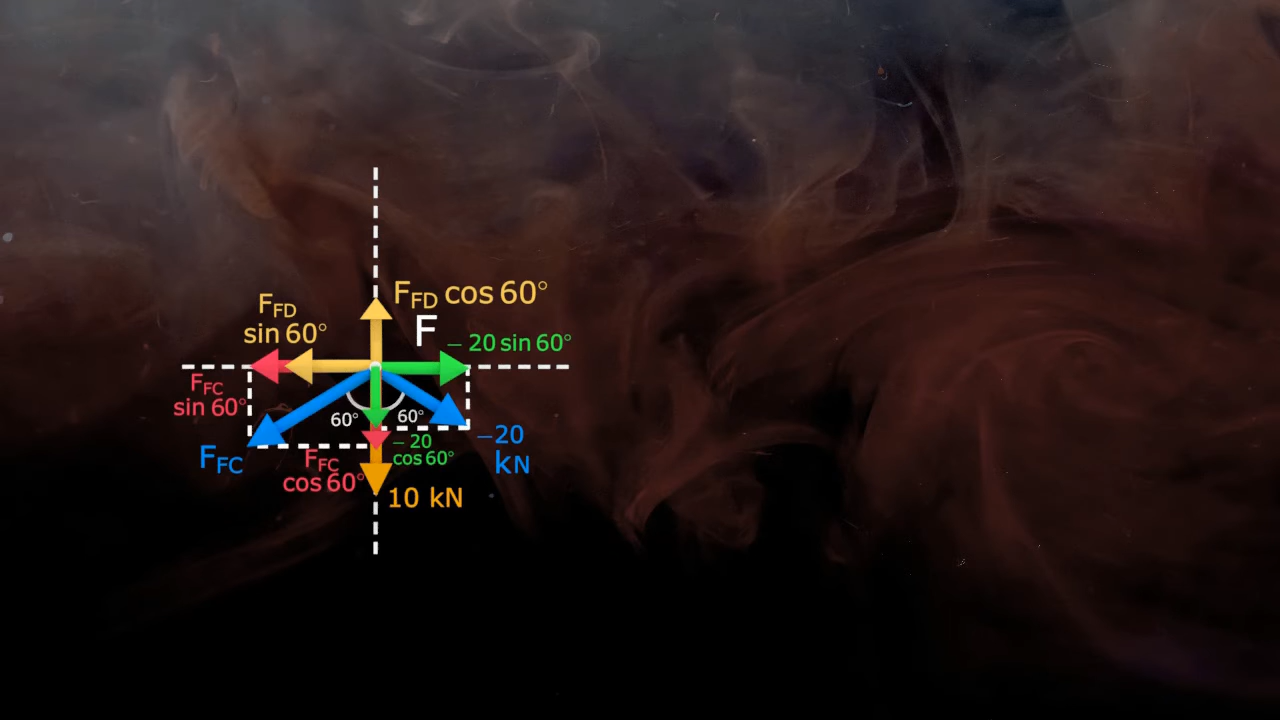 F_FD cos 60°
F_FD
sin 60°
F
– 20 sin 60°
F_FC
sin 60°
60°
60°
F_FC
–20
kN
– 20
cos 60°
F_FC
cos 60°
10 kN